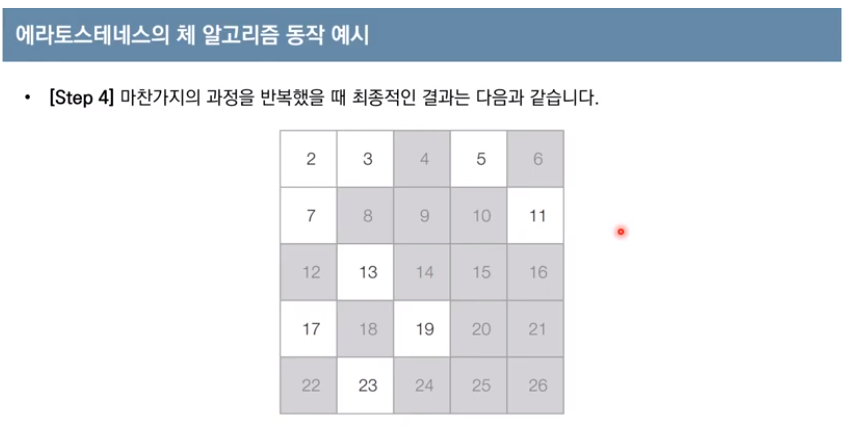 에라토스테네스의 체 알고리즘 동작 예시
• [Step 4] 마찬가지의 과정을 반복했을 때 최종적인 결과는 다음과 같습니다.
2 3 4 5 6
7 8 9 10 11
12 13 14 15 16
17 18 19 20 21
22 23 24 25 26